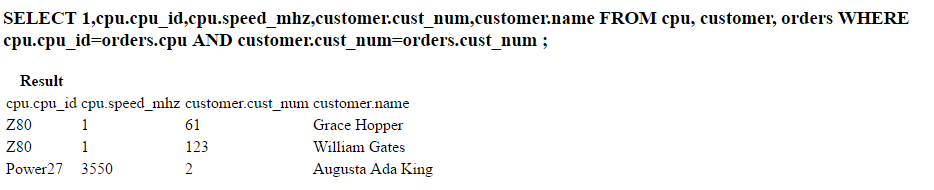 SELECT 1,cpu.cpu_id,cpu.speed_mhz,customer.cust_num,customer.name FROM cpu, customer, orders WHERE
cpu.cpu_id=orders.cpu AND customer.cust_num=orders.cust_num ;
Result
cpu.cpu_id cpu.speed_mhz customer.cust_num customer.name
Z80 1 61 Grace Hopper
Z80 1 123 William Gates
Power27 3550 2 Augusta Ada King